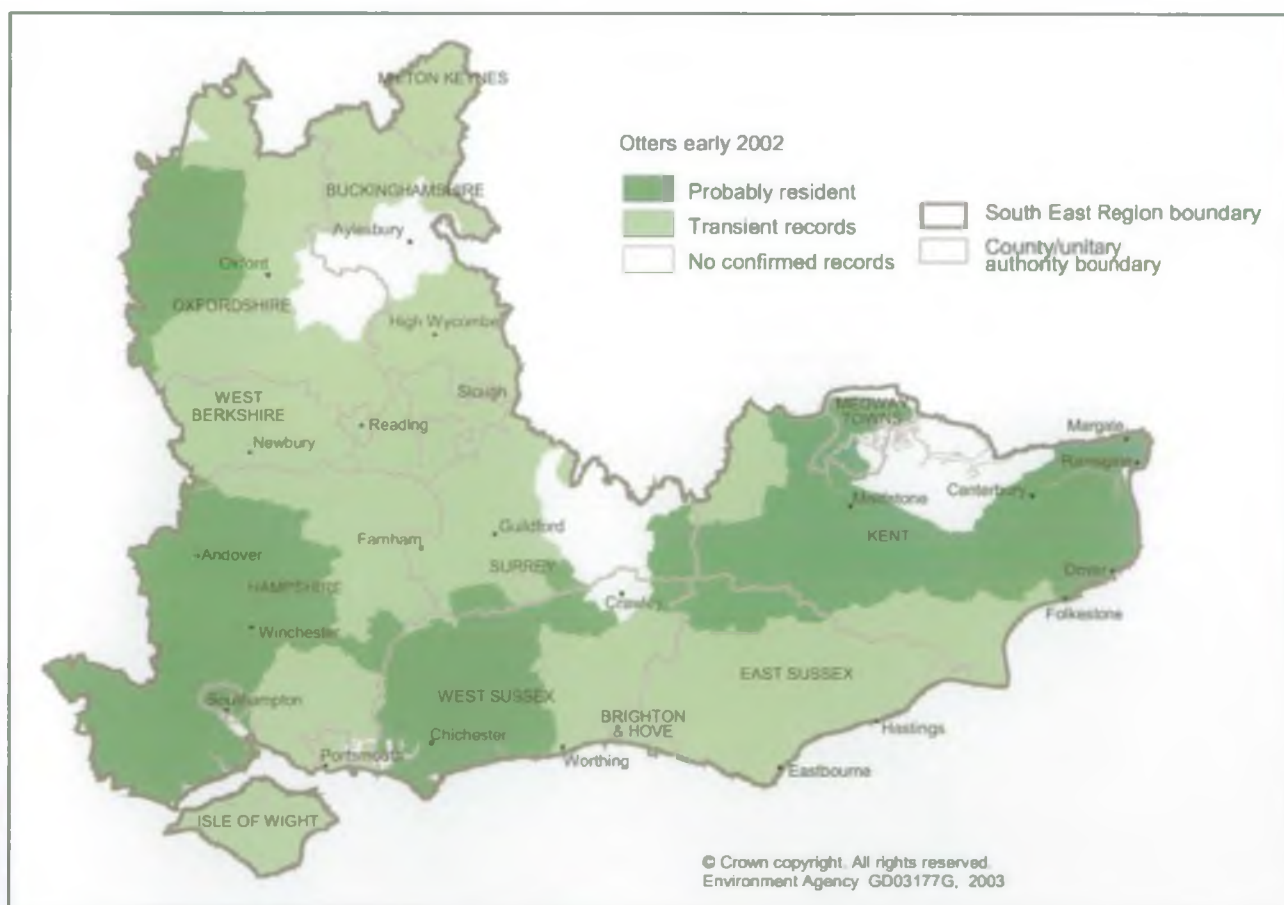 MILTON KEYNES
Otters early 2002
Probably resident
Transient records
No confirmed records
South East Region boundary
County/unitary
authority boundary
BUCKINGHAMSHIRE
Aylesbury
Oxford
OXFORDSHIRE
High Wycombe
Slough
WEST
BERKSHIRE
Reading
Newbury
MEDWAY
TOWNS
Margate
Ramsgate
Canterbury
Maidstone
KENT
Guildford
Farnham
SURREY
Andover
HAMPSHIRE
Dover
Crawley
Folkestone
Winchester
EAST SUSSEX
WEST SUSSEX
Southampton
BRIGHTON
& HOVE
Hastings
Chichester
Portsmouth
Worthing
Eastbourne
ISLE OF WIGHT
© Crown copyright. All rights reserved.
Environment Agency GD03177G, 2003